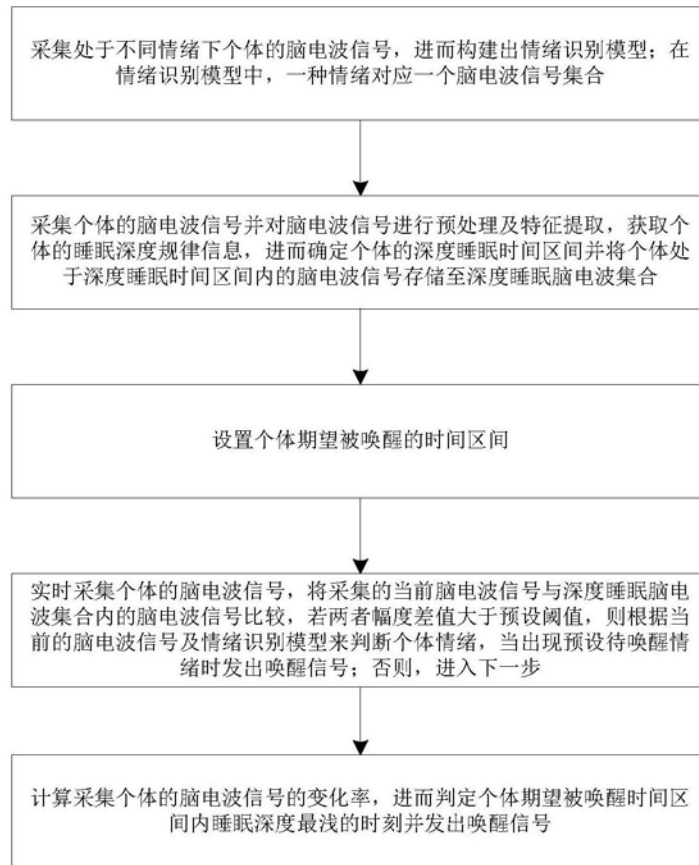 采集处于不同情绪下个体的脑电波信号，进而构建出情绪识别模型；在
情绪识别模型中，一种情绪对应一个脑电波信号集合
采集个体的脑电波信号并对脑电波信号进行预处理及特征提取，获取个
体的睡眠深度规律信息，进而确定个体的深度睡眠时间区间并将个体处
于深度睡眠时间区间内的脑电波信号存储至深度睡眠脑电波集合
设置个体期望被唤醒的时间区间
实时采集个体的脑电波信号，将采集的当前脑电波信号与深度睡眠脑电
波集合内的脑电波信号比较，若两者幅度差值大于预设阈值，则根据当
前的脑电波信号及情绪识别模型来判断个体情绪，当出现预设待唤醒情
绪时发出唤醒信号；否则，进入下一步
计算采集个体的脑电波信号的变化率，进而判定个体期望被唤醒时间区
间内睡眠深度最浅的时刻并发出唤醒信号